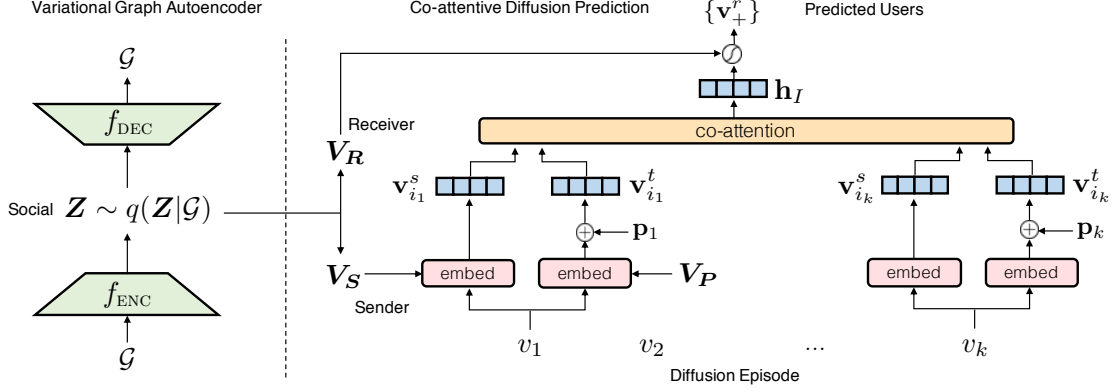 Variational Graph Autoencoder
Co-attentive Diffusion Prediction
{v₊ʳ}
Predicted Users
𝒢
h_I
f_DEC
co-attention
Receiver
V_R
v^s_{i_1}
v^t_{i_1}
v^s_{i_k}
v^t_{i_k}
Social Z ∼ q(Z|𝒢)
+ p_1
+ p_k
V_S
embed
embed
V_P
embed
embed
f_ENC
Sender
𝒢
v_1
v_2
...
v_k
Diffusion Episode